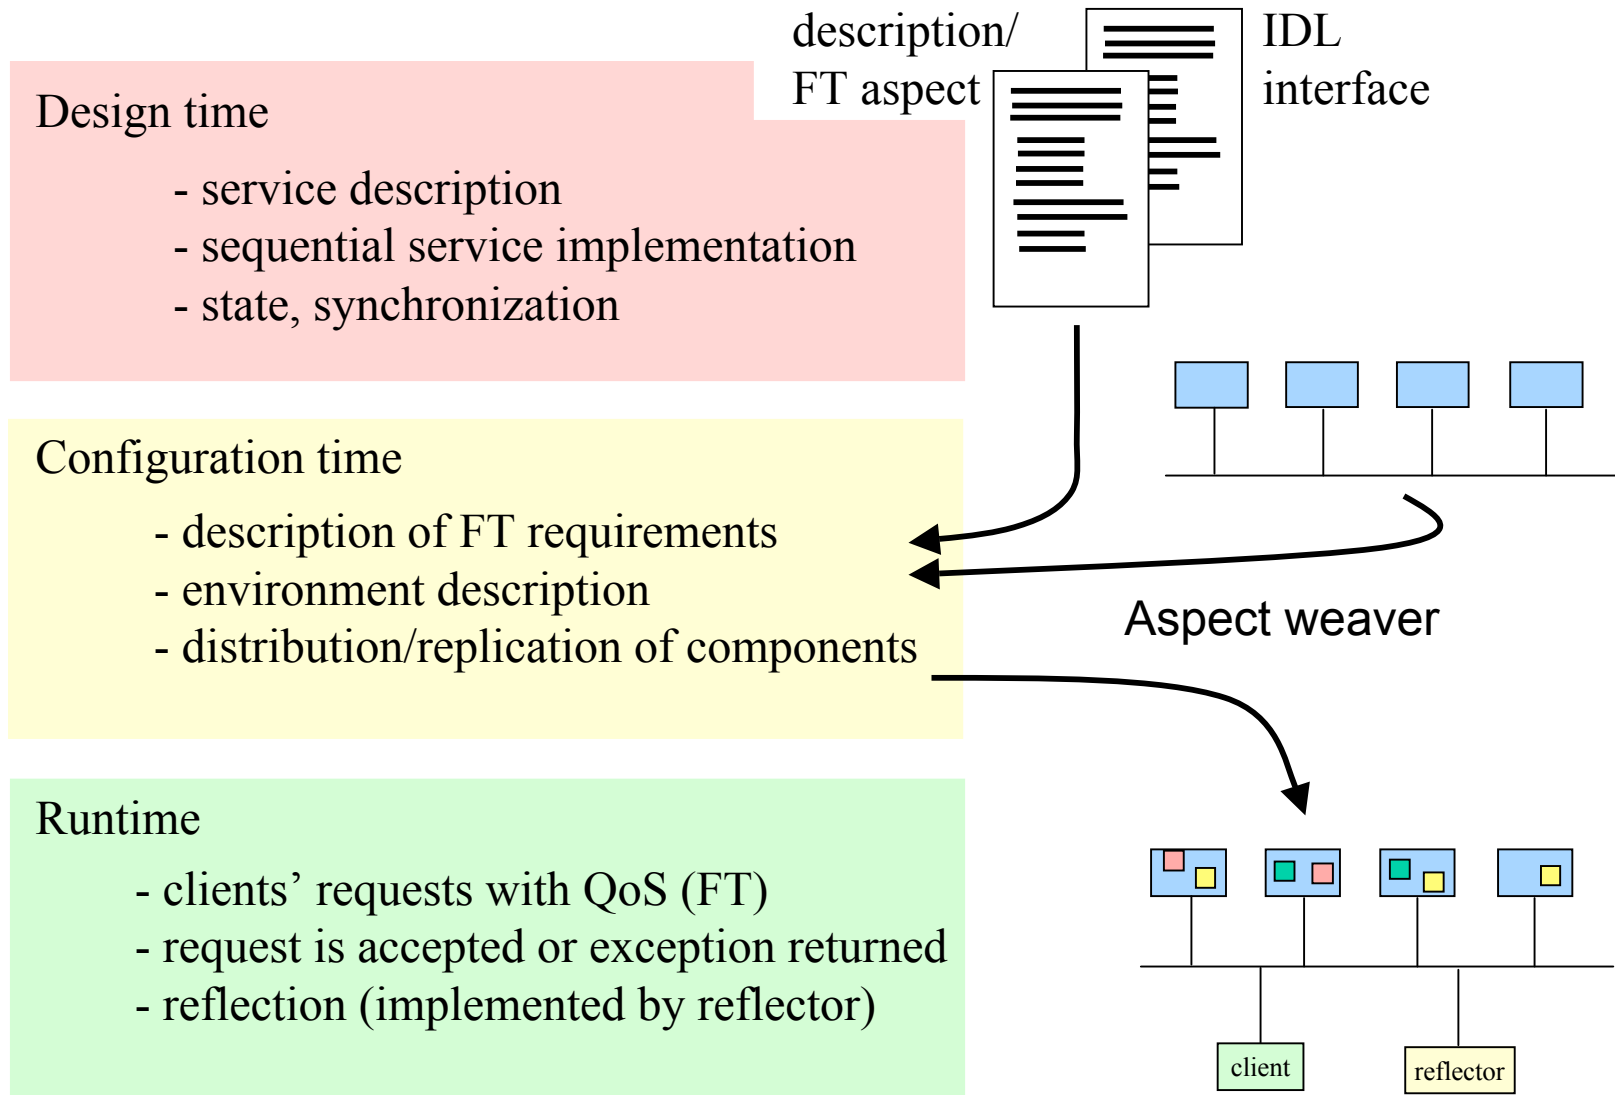 description/
FT aspect
IDL
interface
Design time
- service description
- sequential service implementation
- state, synchronization
Configuration time
- description of FT requirements
- environment description
- distribution/replication of components
Aspect weaver
Runtime
- clients’ requests with QoS (FT)
- request is accepted or exception returned
- reflection (implemented by reflector)
client
reflector